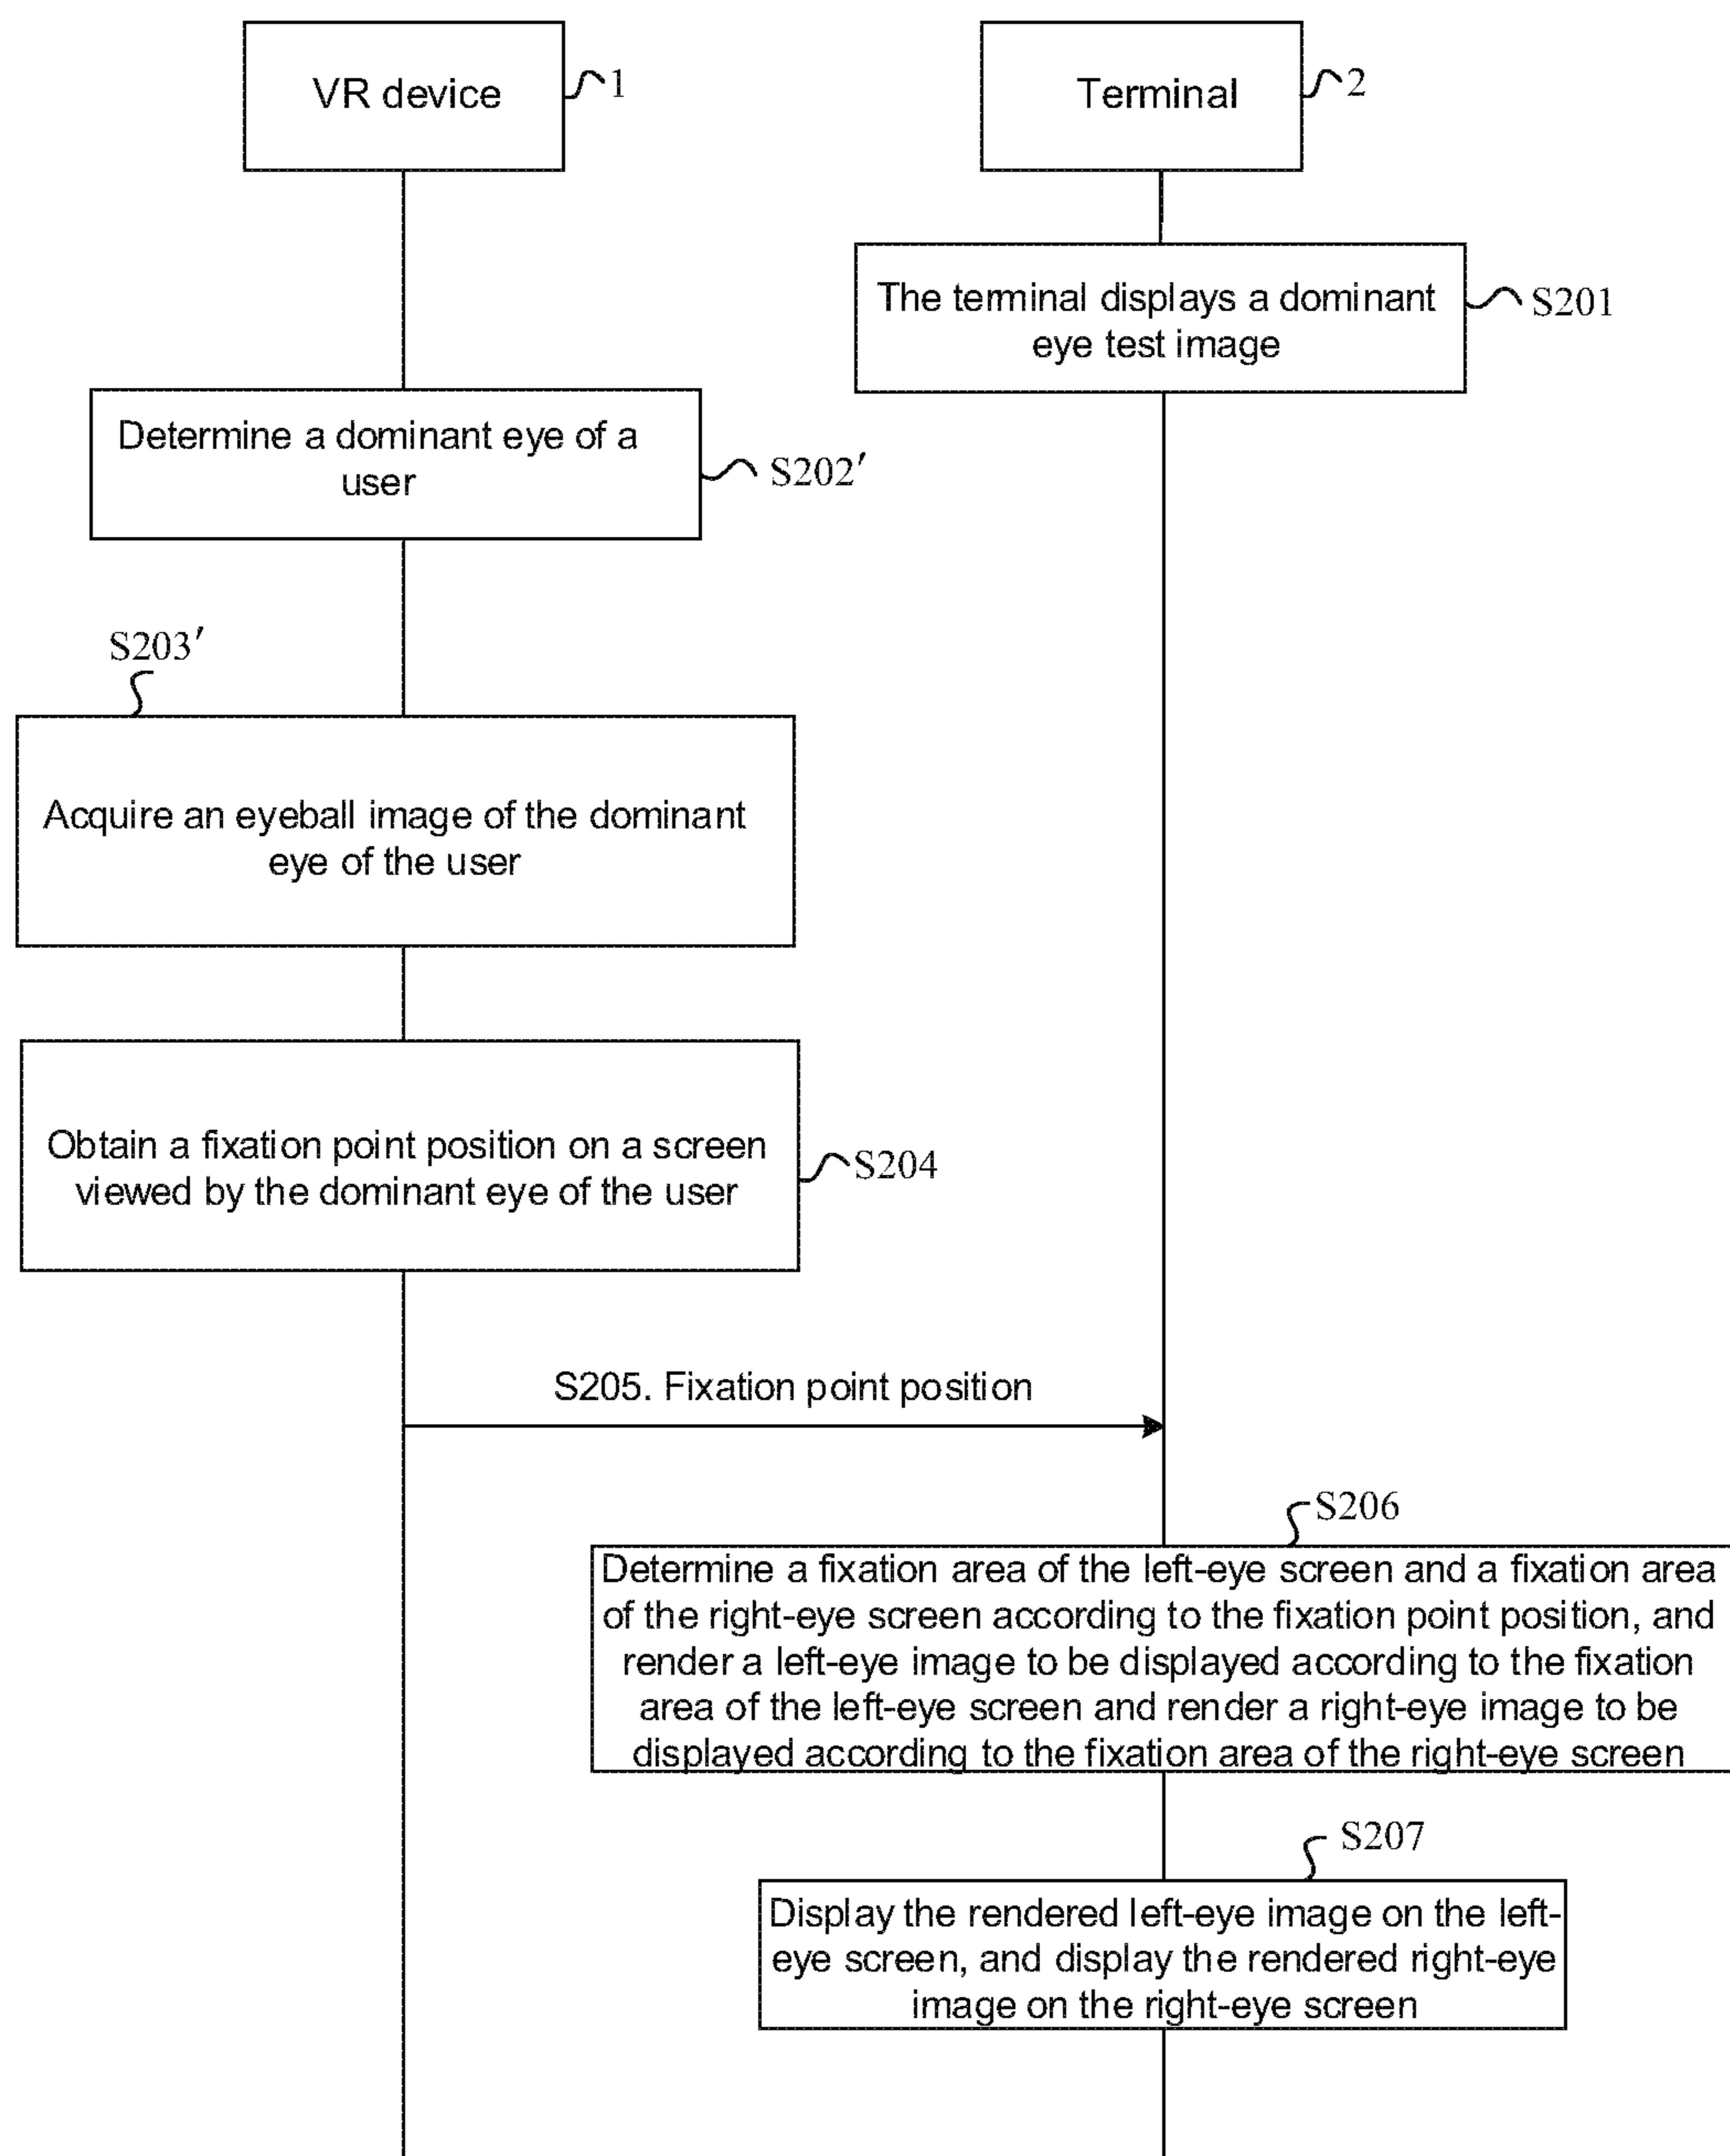 VR device
1
Terminal
2
The terminal displays a dominant
eye test image
S201
Determine a dominant eye of a
user
S202′
S203′
Acquire an eyeball image of the dominant
eye of the user
Obtain a fixation point position on a screen
viewed by the dominant eye of the user
S204
S205. Fixation point position
S206
Determine a fixation area of the left-eye screen and a fixation area
of the right-eye screen according to the fixation point position, and
render a left-eye image to be displayed according to the fixation
area of the left-eye screen and render a right-eye image to be
displayed according to the fixation area of the right-eye screen
S207
Display the rendered left-eye image on the left-
eye screen, and display the rendered right-eye
image on the right-eye screen